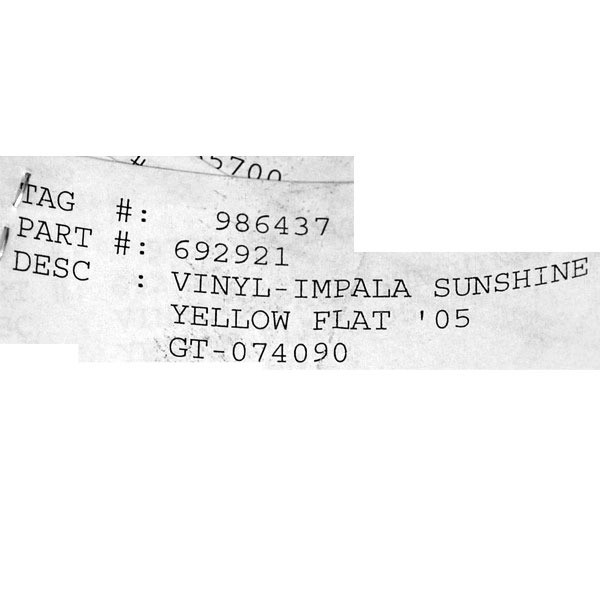 TAG #: 986437
PART #: 692921
DESC : VINYL-IMPALA SUNSHINE
YELLOW FLAT '05
GT-074090